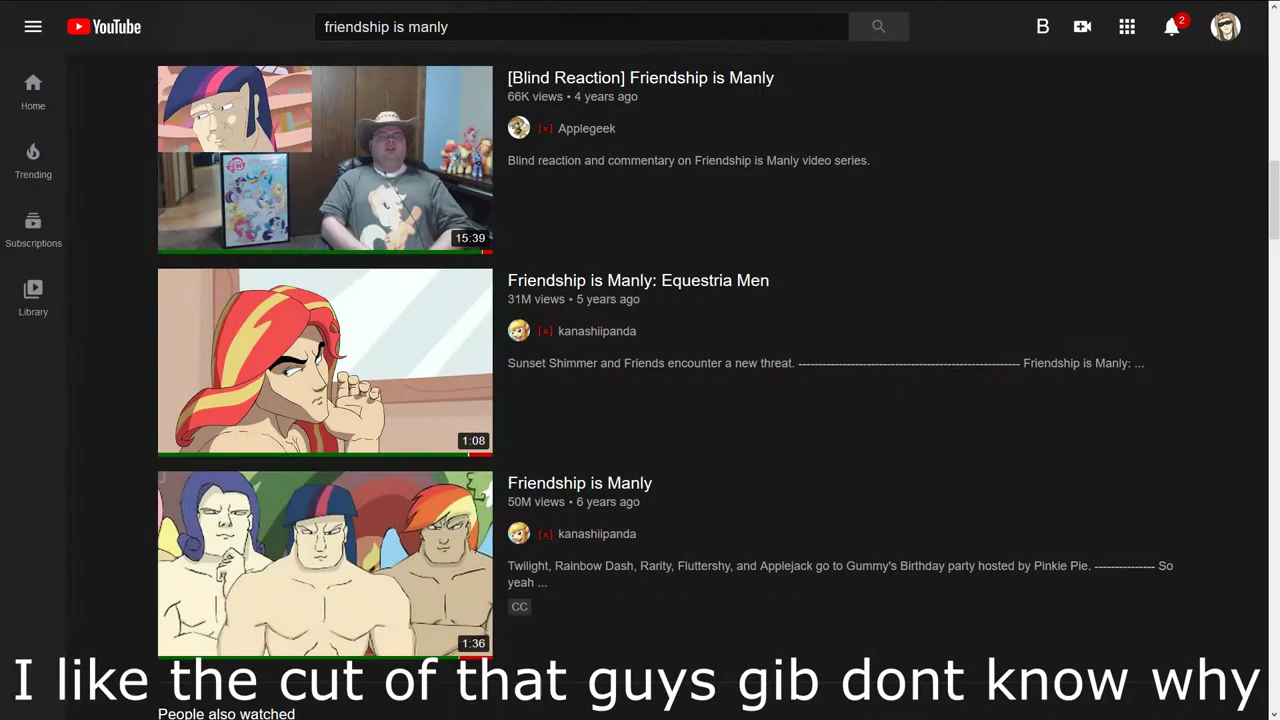 YouTube
friendship is manly
B
2
Home
Trending
Subscriptions
Library
15:39
[Blind Reaction] Friendship is Manly
66K views • 4 years ago
[×] Applegeek
Blind reaction and commentary on Friendship is Manly video series.
1:08
Friendship is Manly: Equestria Men
31M views • 5 years ago
[×] kanashiipanda
Sunset Shimmer and Friends encounter a new threat. ------------------------------------------------------- Friendship is Manly: ...
1:36
Friendship is Manly
50M views • 6 years ago
[×] kanashiipanda
Twilight, Rainbow Dash, Rarity, Fluttershy, and Applejack go to Gummy's Birthday party hosted by Pinkie Pie. --------------- So
yeah ...
CC
I like the cut of that guys gib dont know why
People also watched